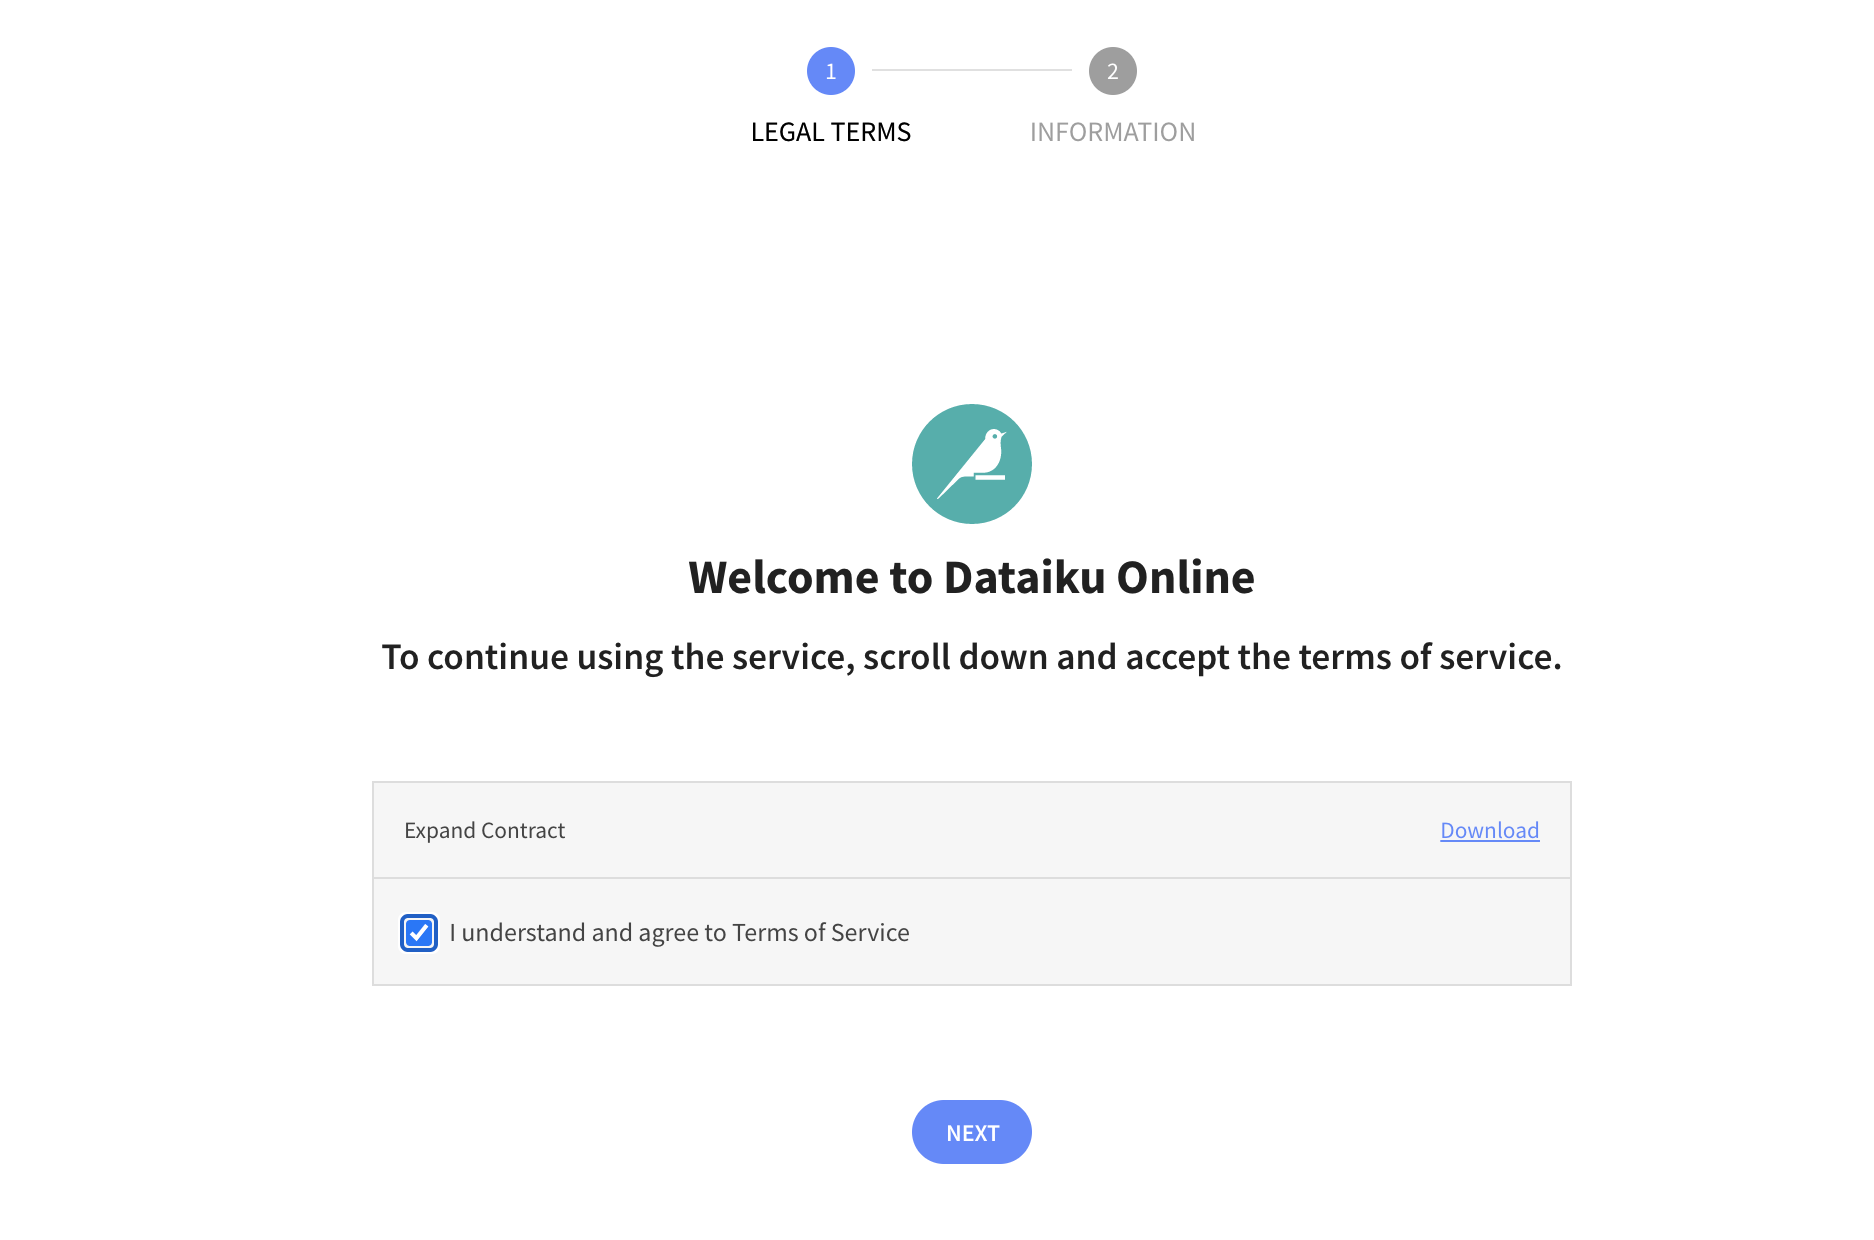 1
2
LEGAL TERMS
INFORMATION
Welcome to Dataiku Online
To continue using the service, scroll down and accept the terms of service.
Expand Contract
Download
I understand and agree to Terms of Service
NEXT